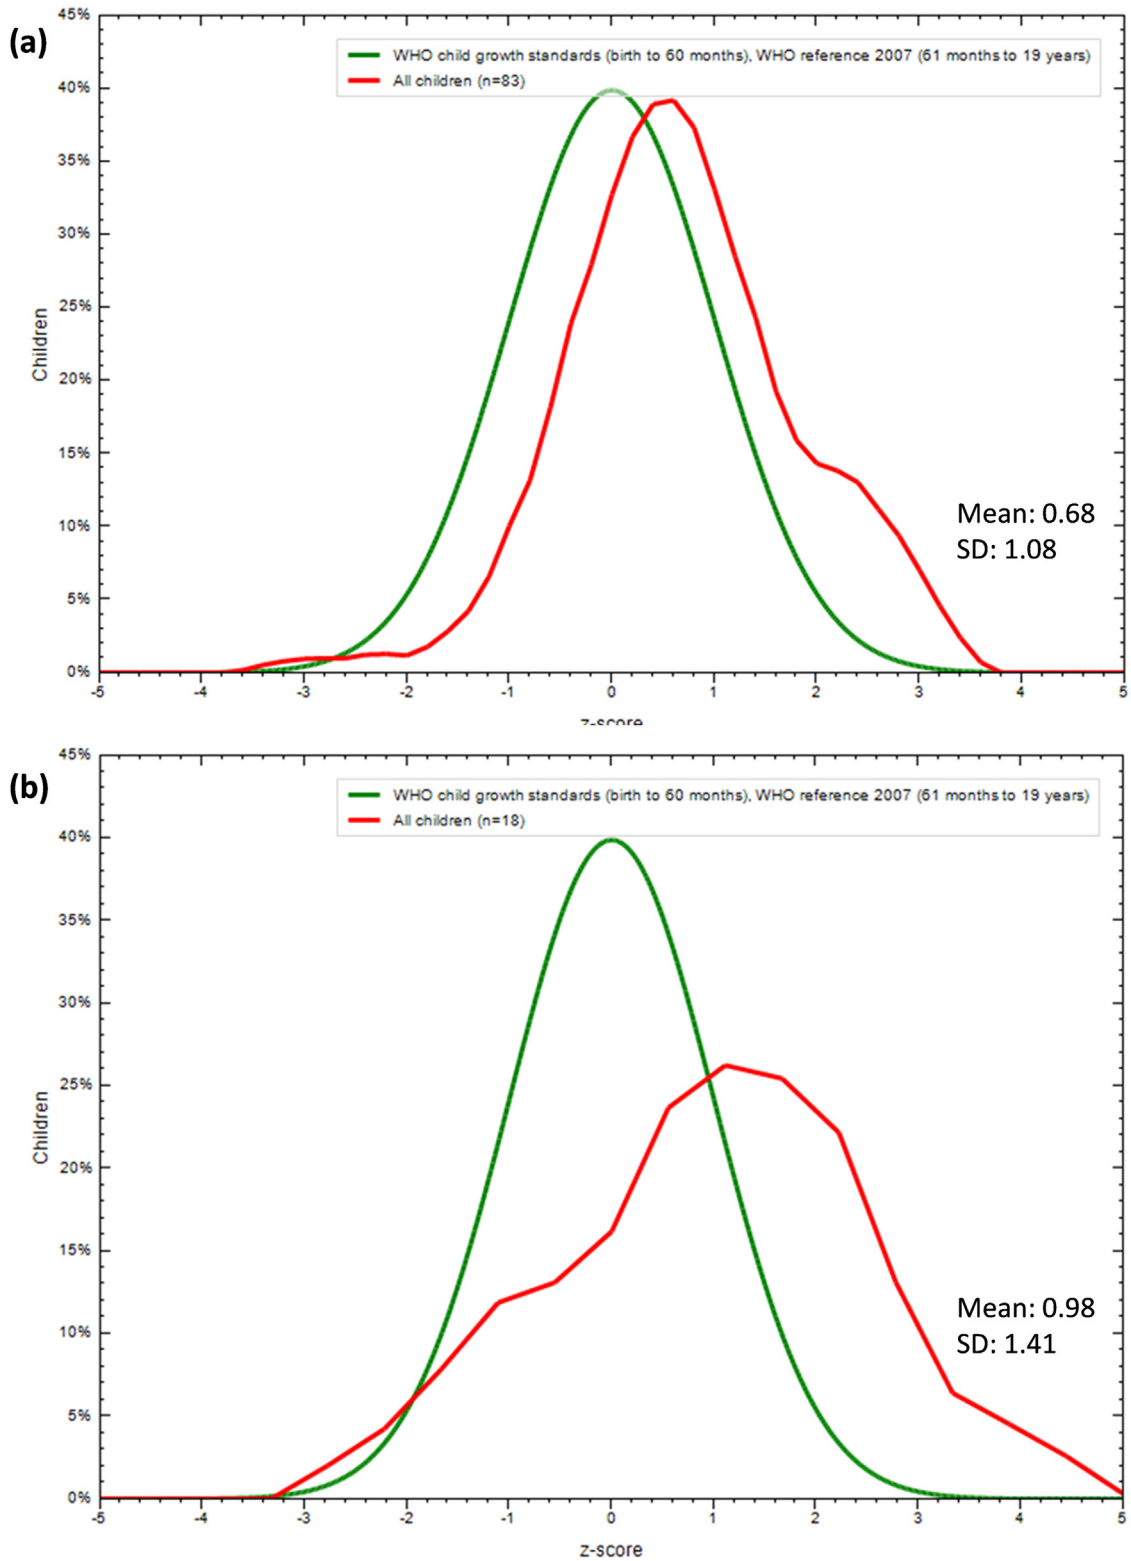 (a)
45%
WHO child growth standards (birth to 60 months), WHO reference 2007 (61 months to 19 years)
All children (n=83)
40%
35%
30%
25%
20%
15%
10%
5%
0%
Children
Mean: 0.68
SD: 1.08
-5 -4 -3 -2 -1 0 1 2 3 4 5
z-score
(b)
45%
WHO child growth standards (birth to 60 months), WHO reference 2007 (61 months to 19 years)
All children (n=18)
40%
35%
30%
25%
20%
15%
10%
5%
0%
Children
Mean: 0.98
SD: 1.41
-5 -4 -3 -2 -1 0 1 2 3 4 5
z-score